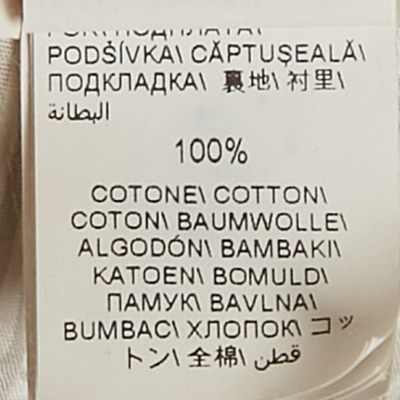 PODŠÍVKA\ CĂPTUŞEALĂ\
ПОДКЛАДКА\ 裏地\ 衬里\
البطانة
100%
COTONE\ COTTON\
COTON\ BAUMWOLLE\
ALGODÓN\ BAMBAKI\
KATOEN\ BOMULD\
ПАМУК\ BAVLNA\
BUMBAC\ ХЛОПОК\ コッ
トン\ 全棉\ قطن